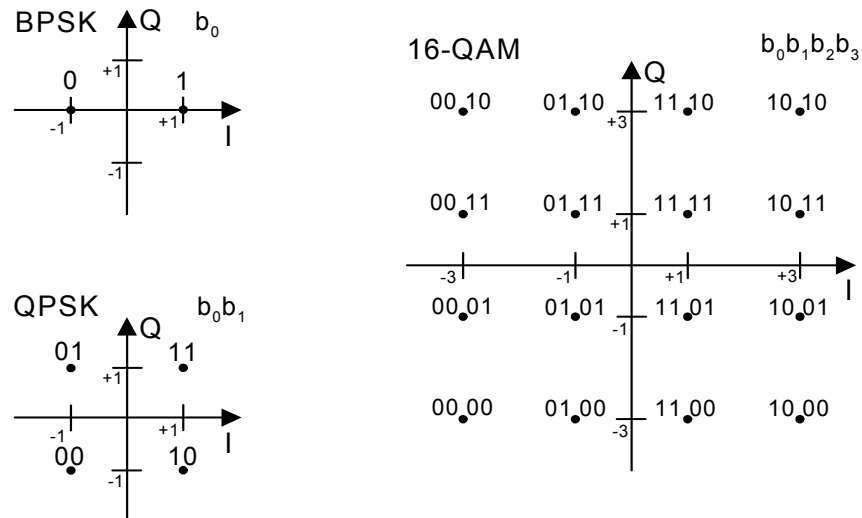 BPSK Q b0
+1
0 1
-1 +1 I
-1
QPSK Q b0b1
01 11
+1
-1 +1 I
00 10
-1
16-QAM Q b0b1b2b3
00 10 01 10 11 10 10 10
+3
00 11 01 11 11 11 10 11
+1
-3 -1 +1 +3 I
00 01 01 01 11 01 10 01
-1
00 00 01 00 11 00 10 00
-3